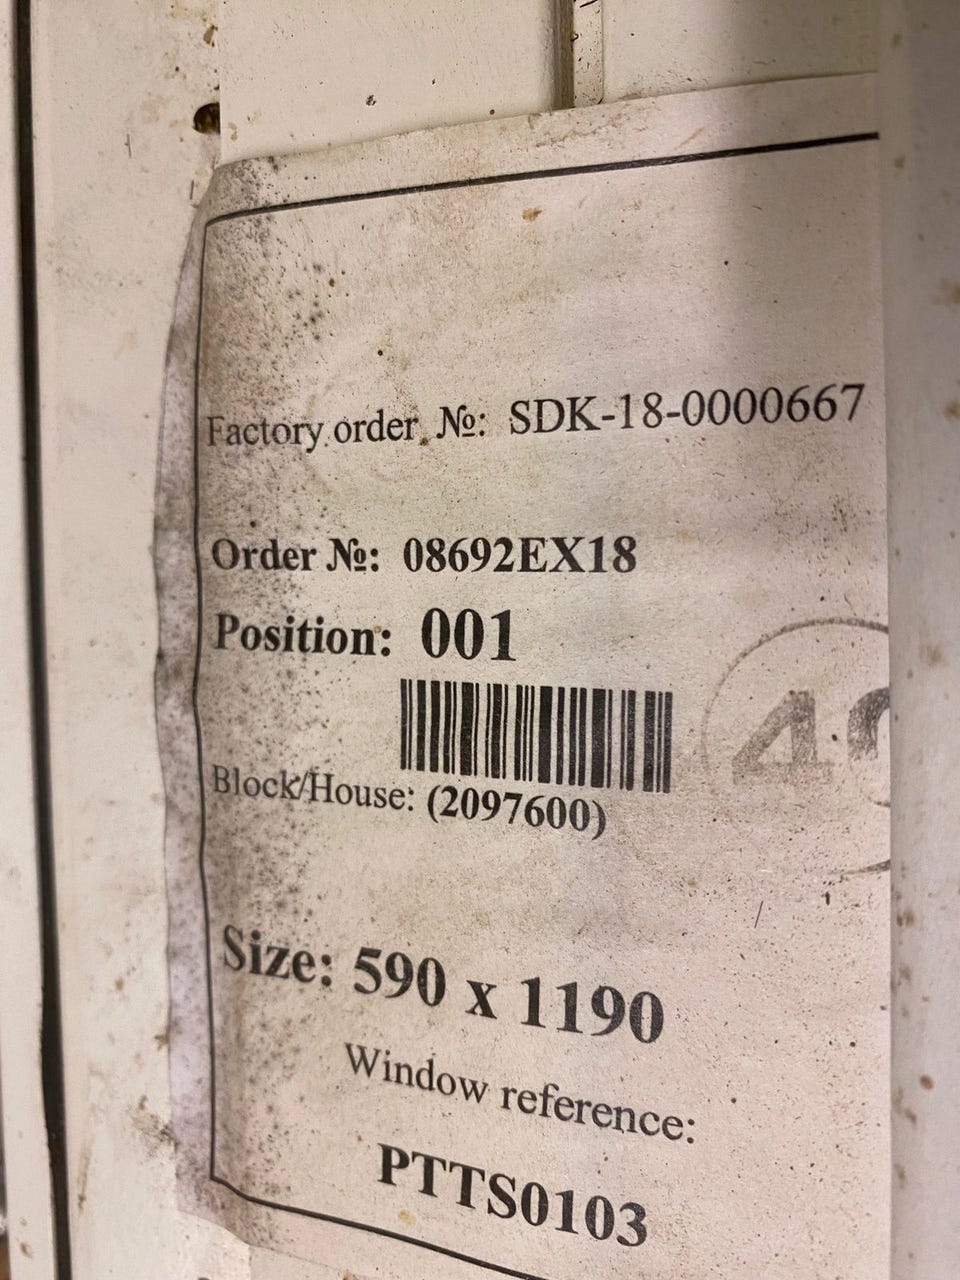 Factory order №: SDK-18-0000667
Order №: 08692EX18
Position: 001
Block/House: (2097600)
Size: 590 x 1190
Window reference:
PTTS0103